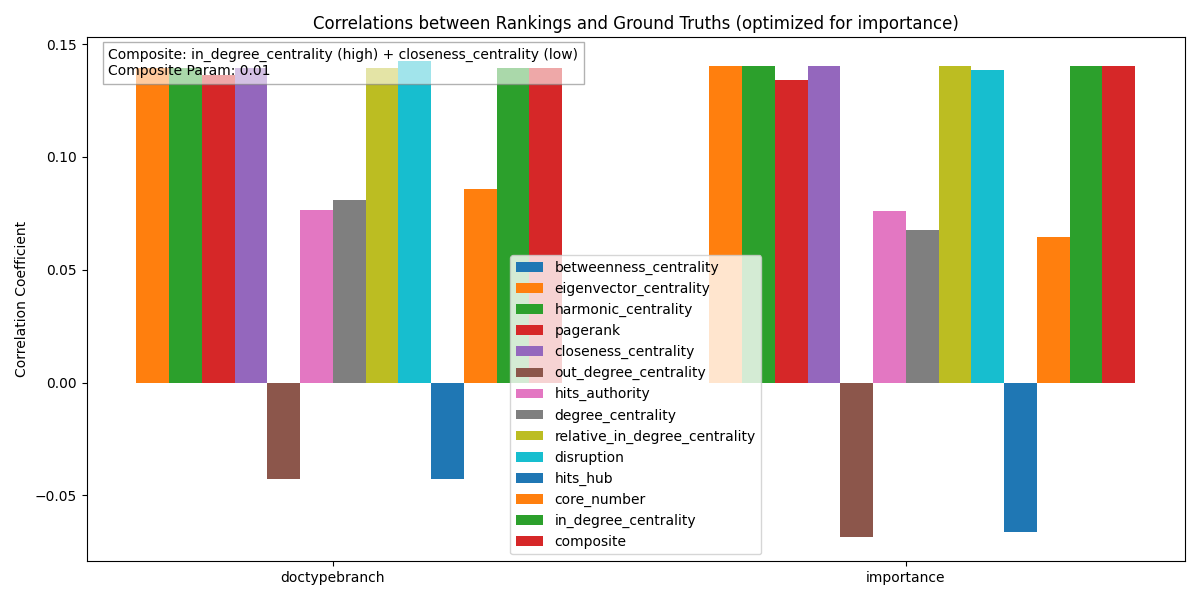 Correlations between Rankings and Ground Truths (optimized for importance)
Composite: in_degree_centrality (high) + closeness_centrality (low)
Composite Param: 0.01
Correlation Coefficient
0.15
0.10
0.05
0.00
−0.05
betweenness_centrality
eigenvector_centrality
harmonic_centrality
pagerank
closeness_centrality
out_degree_centrality
hits_authority
degree_centrality
relative_in_degree_centrality
disruption
hits_hub
core_number
in_degree_centrality
composite
doctypebranch
importance